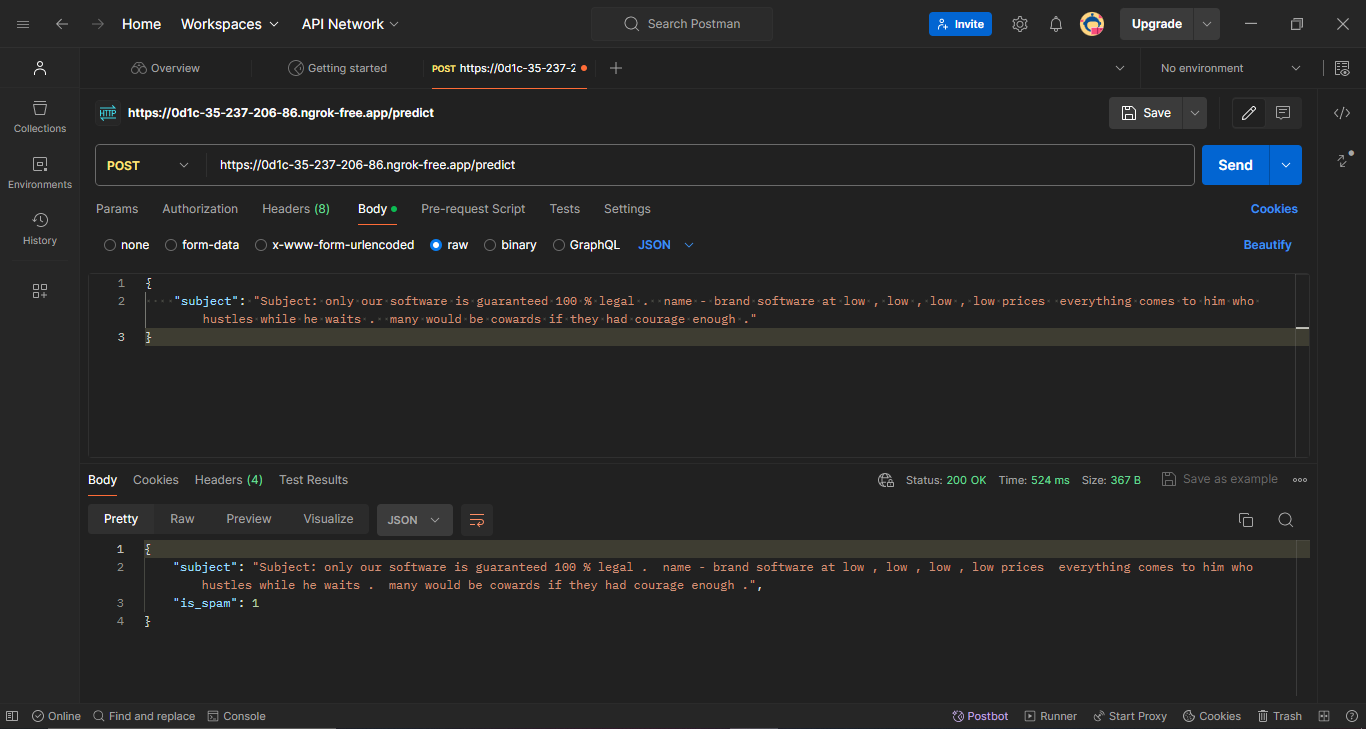 Home Workspaces API Network Search Postman Invite Upgrade
Overview Getting started POST https://0d1c-35-237-2 No environment
HTTP https://0d1c-35-237-206-86.ngrok-free.app/predict Save
Collections
POST https://0d1c-35-237-206-86.ngrok-free.app/predict Send
Environments
Params Authorization Headers (8) Body Pre-request Script Tests Settings Cookies
History
none form-data x-www-form-urlencoded raw binary GraphQL JSON Beautify
1 {
2 "subject": "Subject: only our software is guaranteed 100 % legal .  name - brand software at low , low , low , low prices  everything comes to him who
hustles while he waits .  many would be cowards if they had courage enough ."
3 }
Body Cookies Headers (4) Test Results Status: 200 OK Time: 524 ms Size: 367 B Save as example
Pretty Raw Preview Visualize JSON
1 {
2 "subject": "Subject: only our software is guaranteed 100 % legal .  name - brand software at low , low , low , low prices  everything comes to him who
hustles while he waits .  many would be cowards if they had courage enough .",
3 "is_spam": 1
4 }
Online Find and replace Console Postbot Runner Start Proxy Cookies Trash